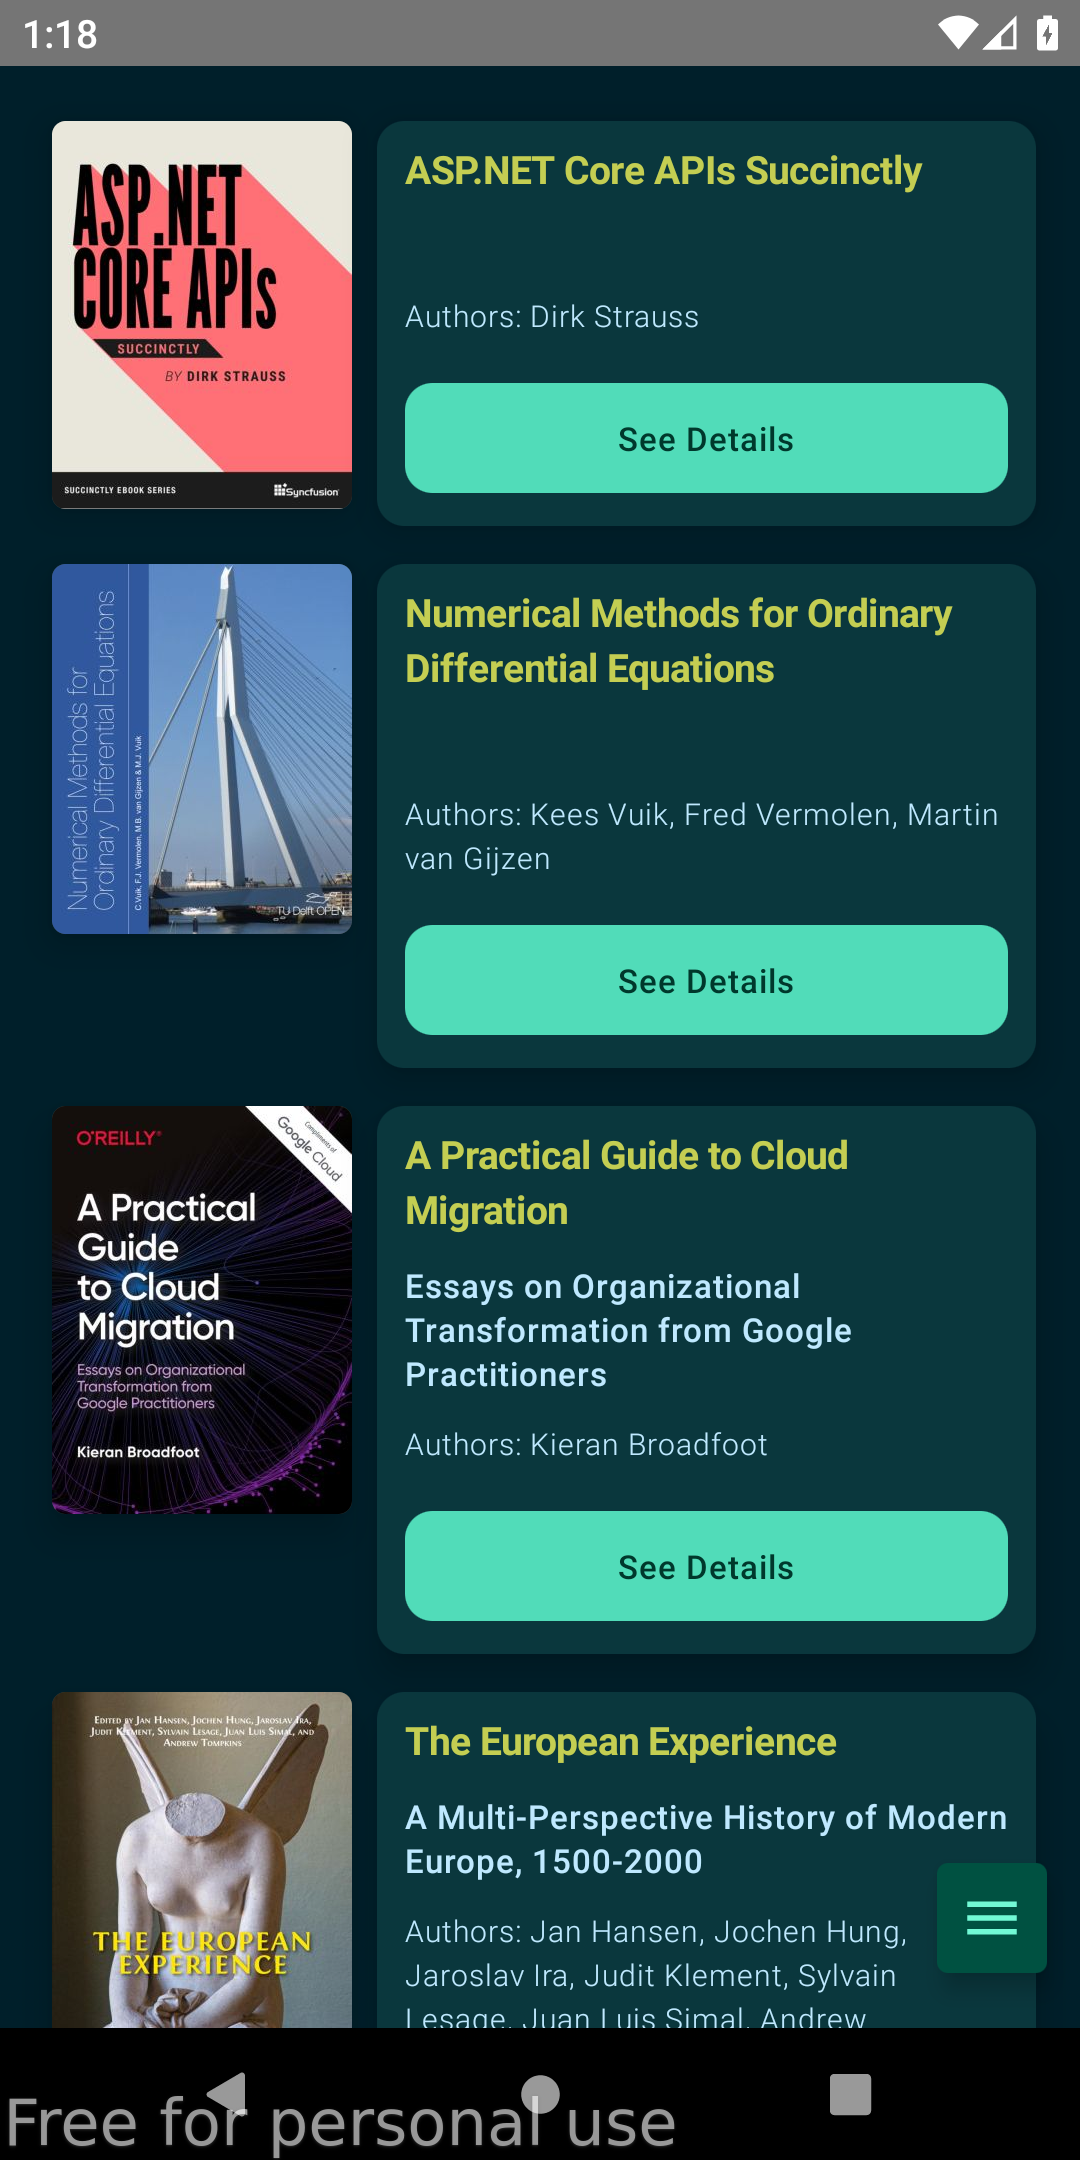 1:18
ASP.NET
CORE APIs
SUCCINCTLY
BY DIRK STRAUSS
SUCCINCTLY EBOOK SERIES
Syncfusion
ASP.NET Core APIs Succinctly
Authors: Dirk Strauss
See Details
Numerical Methods for
Ordinary Differential Equations
C. Vuik, F.J. Vermolen, M.B. van Gijzen & M.J. Vuik
TU Delft OPEN
Numerical Methods for Ordinary
Differential Equations
Authors: Kees Vuik, Fred Vermolen, Martin
van Gijzen
See Details
O'REILLY®
Compliments of
Google Cloud
A Practical
Guide
to Cloud
Migration
Essays on Organizational
Transformation from
Google Practitioners
Kieran Broadfoot
A Practical Guide to Cloud
Migration
Essays on Organizational
Transformation from Google
Practitioners
Authors: Kieran Broadfoot
See Details
EDITED BY JAN HANSEN, JOCHEN HUNG, JAROSLAV IRA,
JUDIT KLEMENT, SYLVAIN LESAGE, JUAN LUIS SIMAL, AND
ANDREW TOMPKINS
THE EUROPEAN
EXPERIENCE
The European Experience
A Multi-Perspective History of Modern
Europe, 1500-2000
Authors: Jan Hansen, Jochen Hung,
Jaroslav Ira, Judit Klement, Sylvain
Lesage, Juan Luis Simal, Andrew
Free for personal use